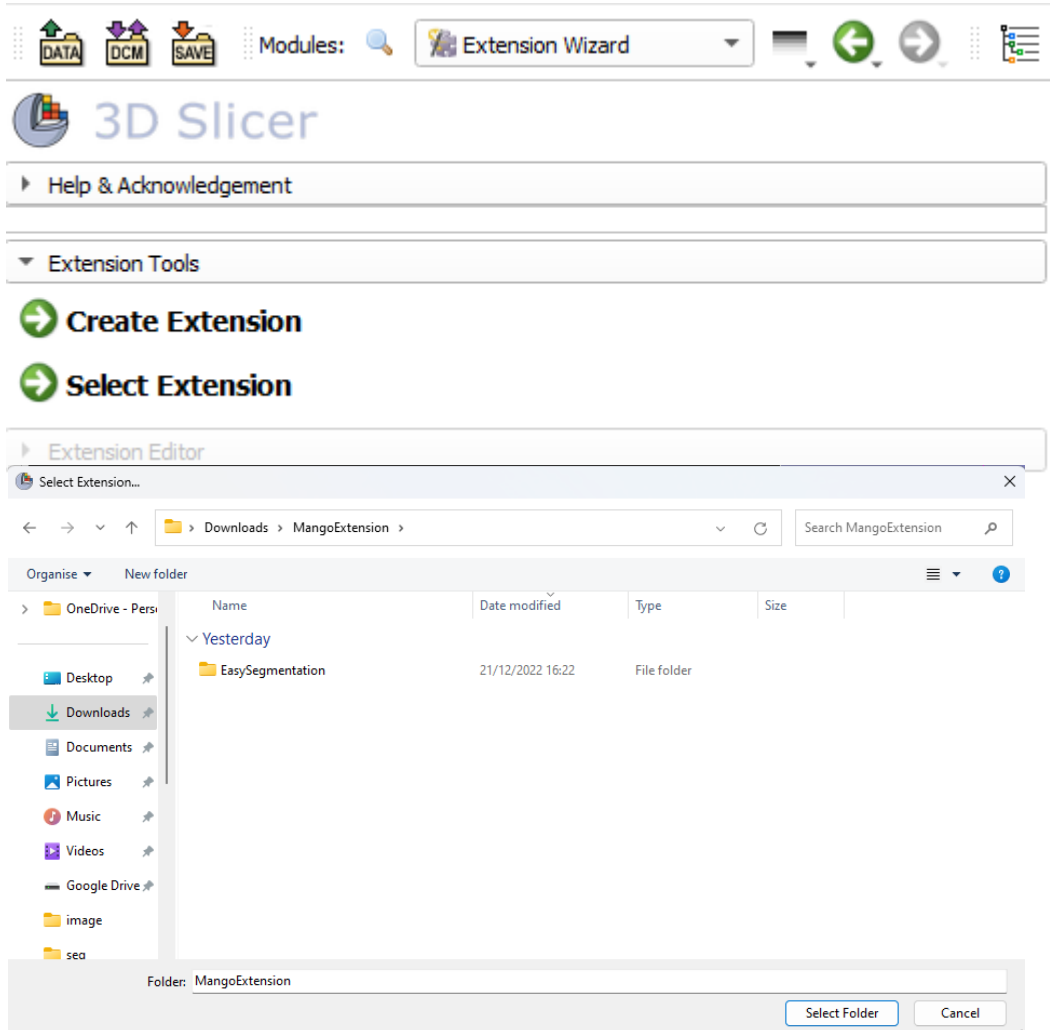 DATA DCM SAVE Modules: Extension Wizard
3D Slicer
Help & Acknowledgement
Extension Tools
Create Extension
Select Extension
Extension Editor
Select Extension...
Downloads MangoExtension Search MangoExtension
Organise New folder
OneDrive - Pers Name Date modified Type Size
Yesterday
EasySegmentation 21/12/2022 16:22 File folder
Desktop
Downloads
Documents
Pictures
Music
Videos
Google Drive
image
seg
Folder: MangoExtension
Select Folder Cancel